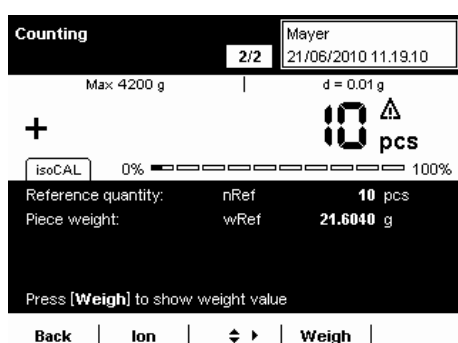 Counting
2/2
Mayer
21/06/2010 11.19.10
Max 4200 g
d = 0.01 g
+ 10 pcs
isoCAL 0% 100%
Reference quantity: nRef 10 pcs
Piece weight: wRef 21.6040 g
Press [Weigh] to show weight value
Back Ion Weigh